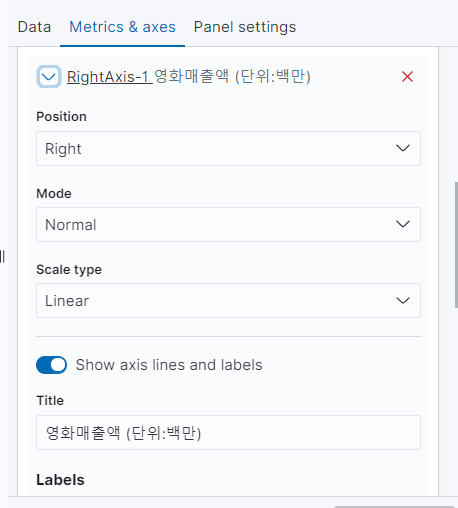 Data Metrics & axes Panel settings
RightAxis-1 영화매출액 (단위:백만)
Position
Right
Mode
Normal
Scale type
Linear
Show axis lines and labels
Title
영화매출액 (단위:백만)
Labels